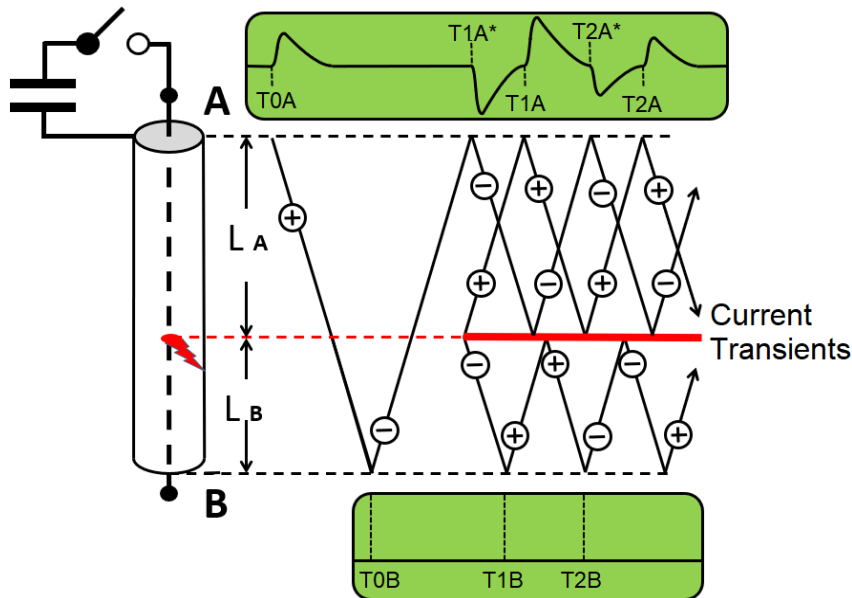 T1A*
T2A*
T0A
T1A
T2A
A
+
−
+
−
+
L A
+
−
+
−
Current
Transients
−
+
−
L B
−
+
−
+
B
T0B
T1B
T2B